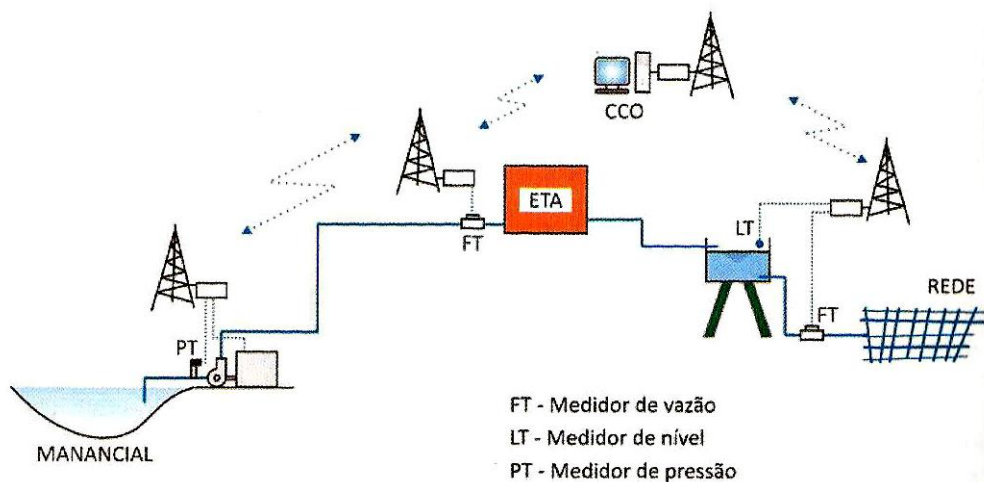 CCO
ETA
FT
LT
REDE
FT
PT
MANANCIAL
FT - Medidor de vazão
LT - Medidor de nível
PT - Medidor de pressão